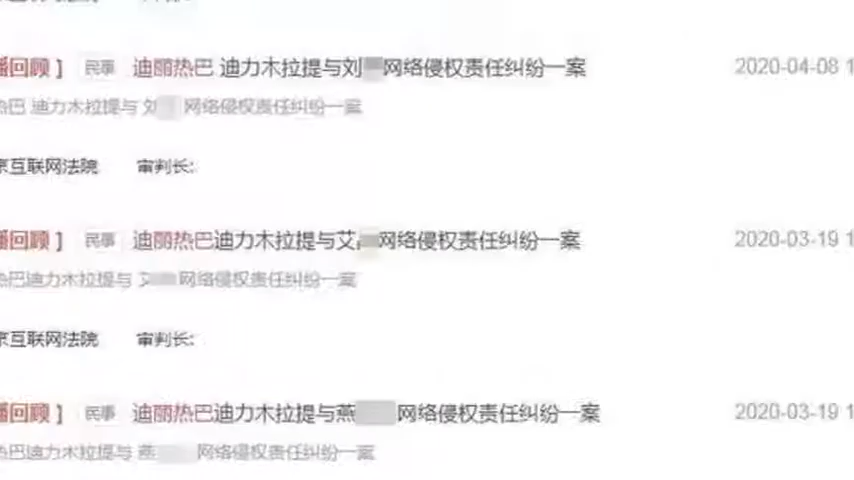 播回顾】 民事 迪丽热巴 迪力木拉提与刘 网络侵权责任纠纷一案 2020-04-08 1
热巴 迪力木拉提与 刘 网络侵权责任纠纷一案
京互联网法院 审判长:
播回顾】 民事 迪丽热巴迪力木拉提与艾 网络侵权责任纠纷一案 2020-03-19 1
热巴迪力木拉提与 艾 网络侵权责任纠纷一案
京互联网法院 审判长:
播回顾】 民事 迪丽热巴迪力木拉提与燕 网络侵权责任纠纷一案 2020-03-19 1
热巴迪力木拉提与 燕 网络侵权责任纠纷一案